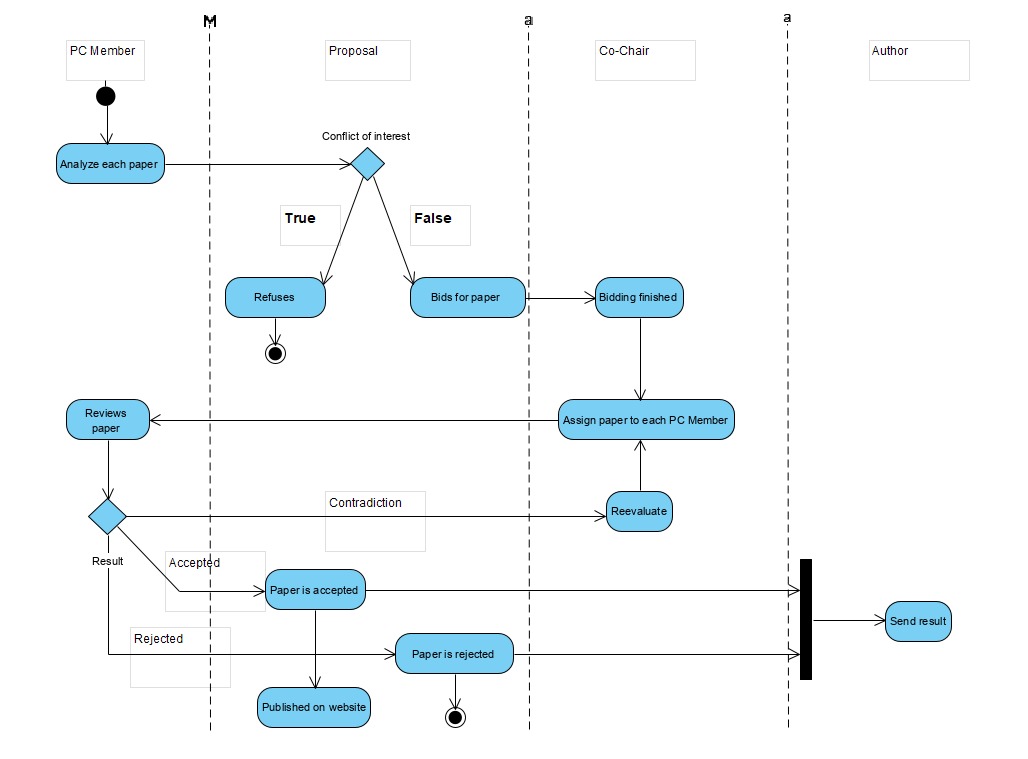 M
a
a
PC Member
Proposal
Co-Chair
Author
Conflict of interest
Analyze each paper
True
False
Refuses
Bids for paper
Bidding finished
Reviews
paper
Assign paper to each PC Member
Contradiction
Reevaluate
Result
Accepted
Paper is accepted
Send result
Rejected
Paper is rejected
Published on website